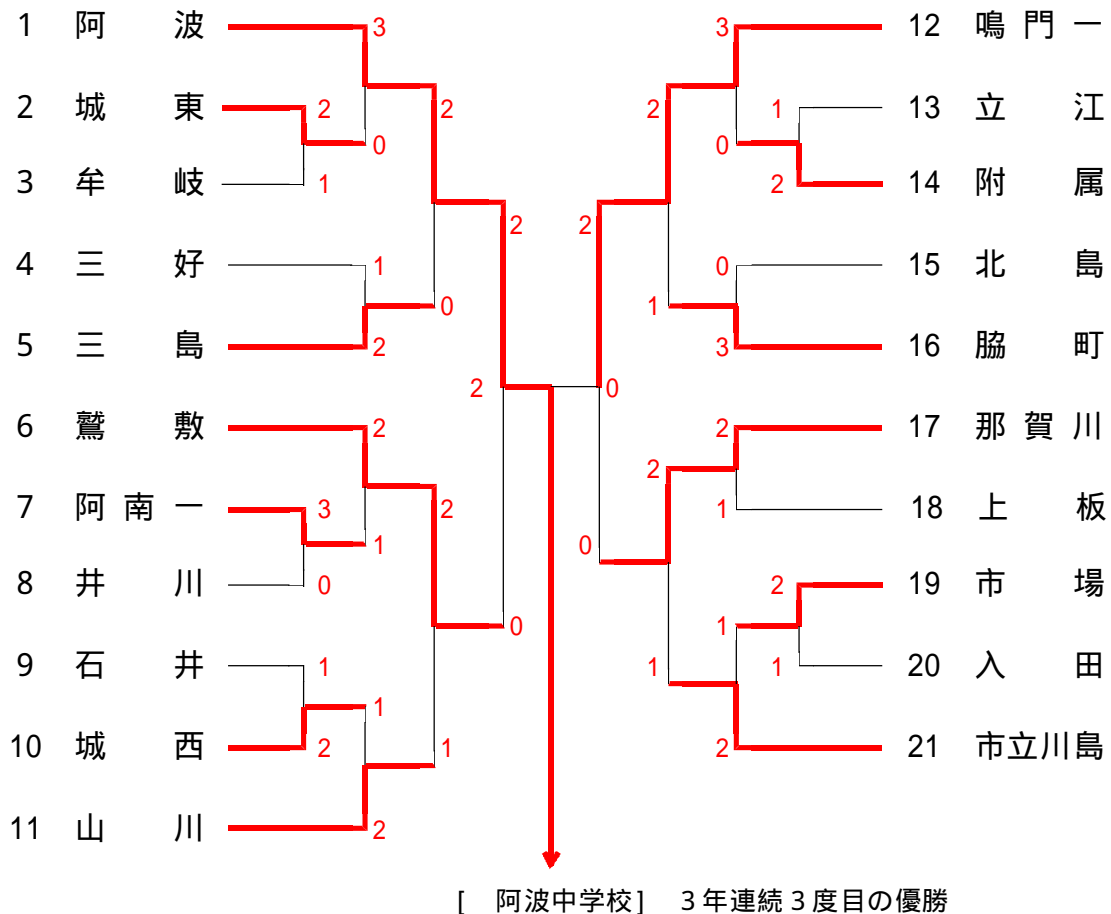 1 阿波 3 3 12 鳴門一
2 城東 2 2 2 1 13 立江
0 0
3 牟岐 1 2 14 附属
2 2
4 三好 1 0 15 北島
0 1
5 三島 2 3 16 脇町
2 0
6 鷲敷 2 2 17 那賀川
2
7 阿南一 3 2 1 18 上板
1 0
8 井川 0 2 19 市場
0 1
9 石井 1 1 1 20 入田
1
10 城西 2 1 2 21 市立川島
11 山川 2
[ 阿波中学校] 3年連続3度目の優勝